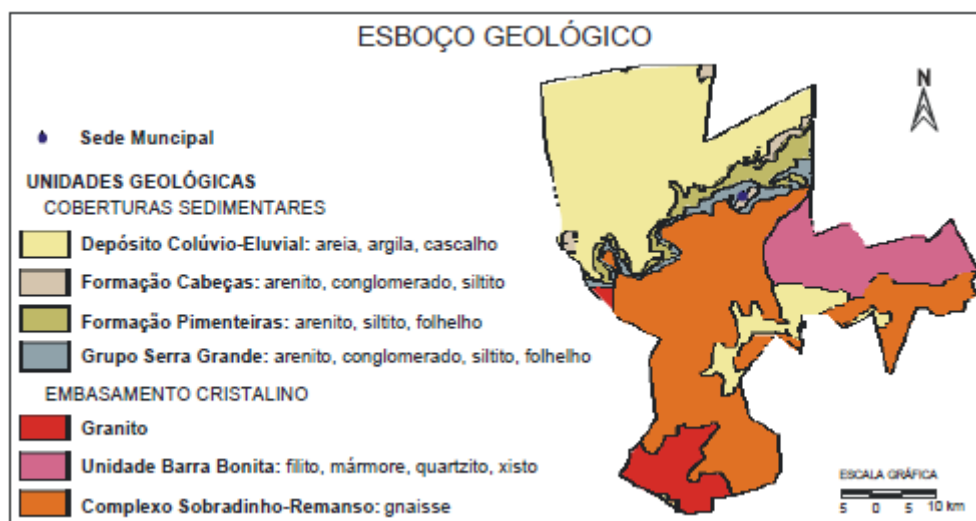 ESBOÇO GEOLÓGICO
N
Sede Muncipal
UNIDADES GEOLÓGICAS
COBERTURAS SEDIMENTARES
Depósito Colúvio-Eluvial: areia, argila, cascalho
Formação Cabeças: arenito, conglomerado, siltito
Formação Pimenteiras: arenito, siltito, folhelho
Grupo Serra Grande: arenito, conglomerado, siltito, folhelho
EMBASAMENTO CRISTALINO
Granito
Unidade Barra Bonita: filito, mármore, quartzito, xisto
Complexo Sobradinho-Remanso: gnaisse
ESCALA GRÁFICA
5 0 5 10 km